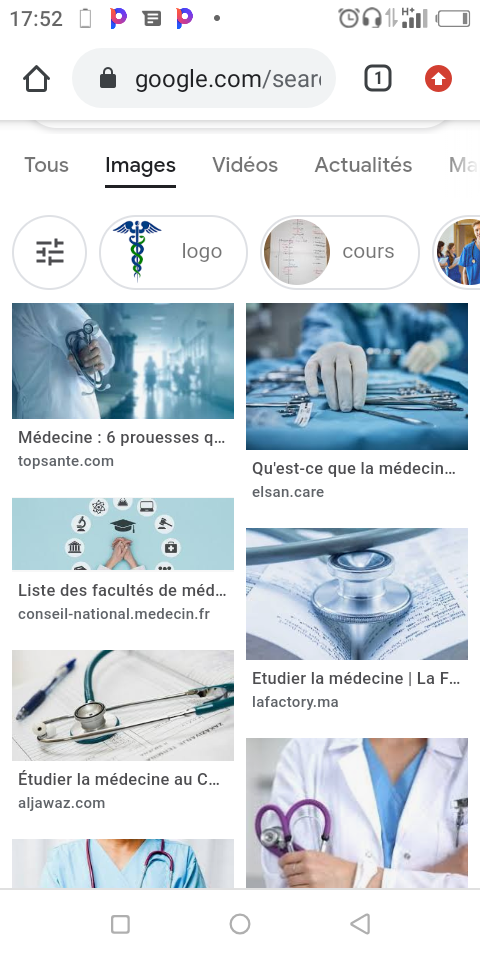 17:52
H+
google.com/sear
1
Tous Images Vidéos Actualités Ma
logo
cours
Médecine : 6 prouesses q...
topsante.com
Qu'est-ce que la médecin...
elsan.care
Liste des facultés de méd...
conseil-national.medecin.fr
Etudier la médecine | La F...
lafactory.ma
Étudier la médecine au C...
aljawaz.com